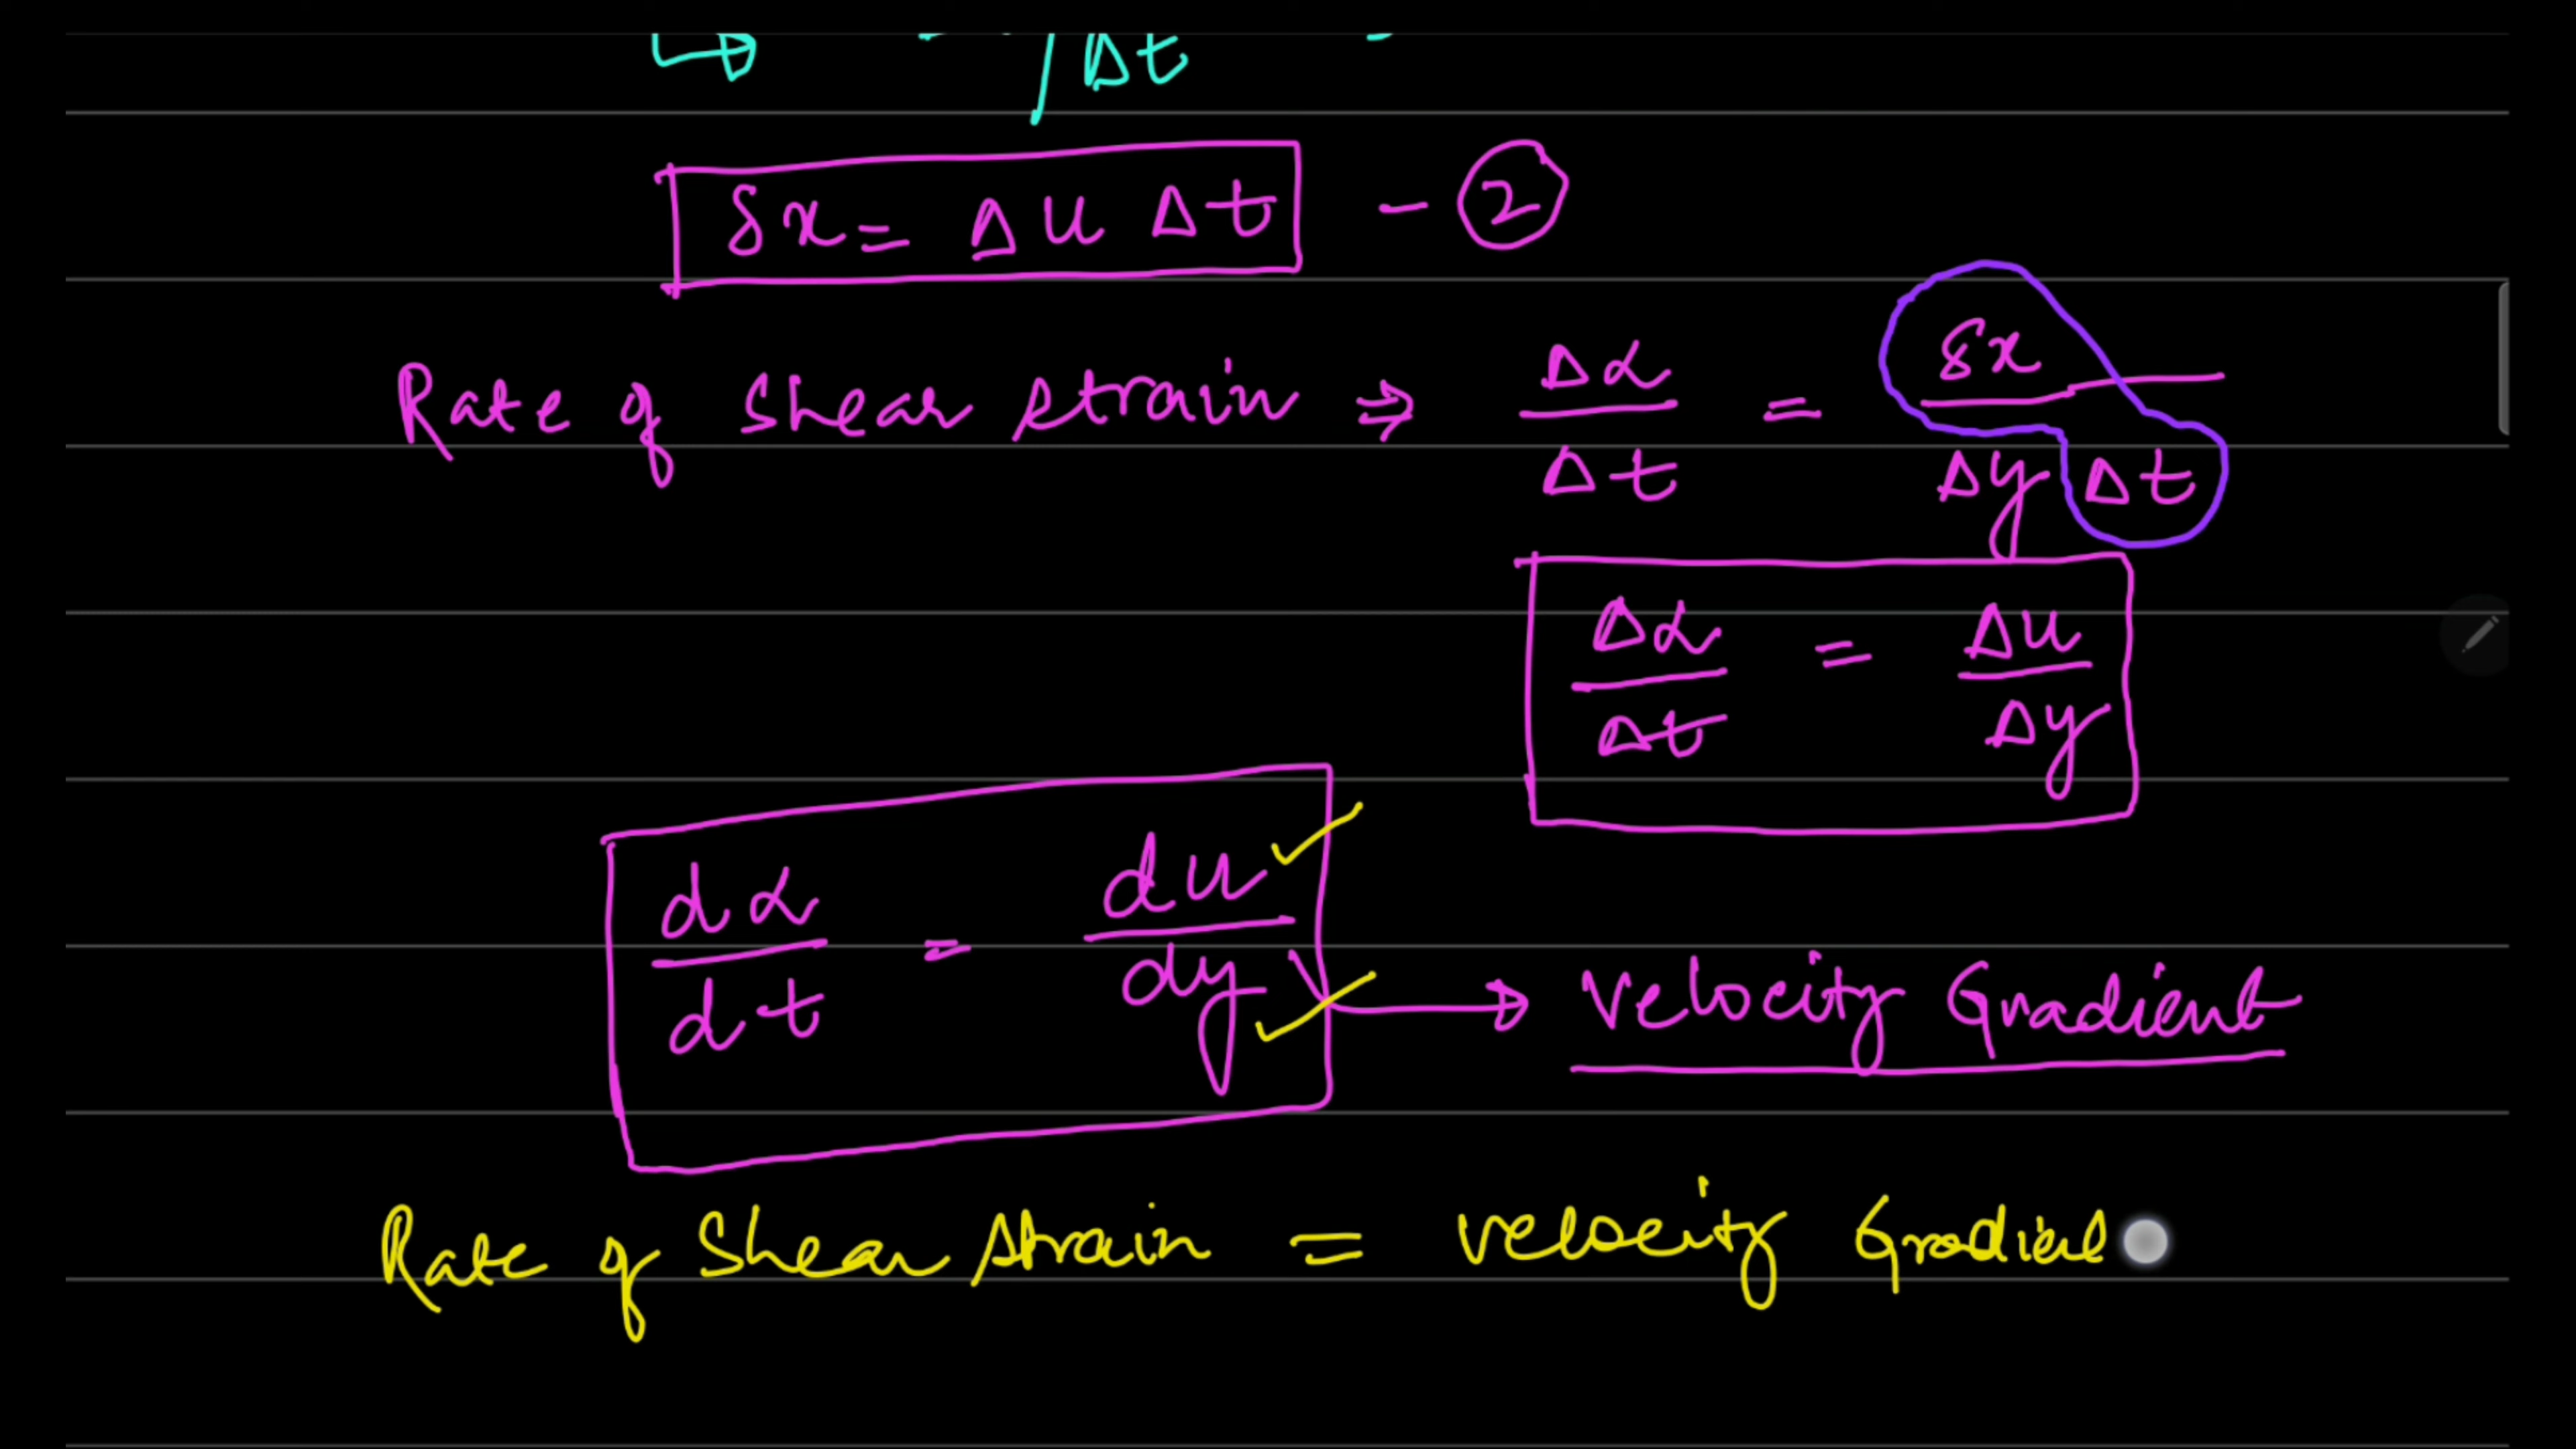 Δt
δx = Δu Δt - 2
Rate of shear strain ⇒ Δα/Δt = δx/Δy Δt
Δα/Δt = Δu/Δy
dα/dt = du/dy → Velocity Gradient
Rate of shear strain = velocity Gradien